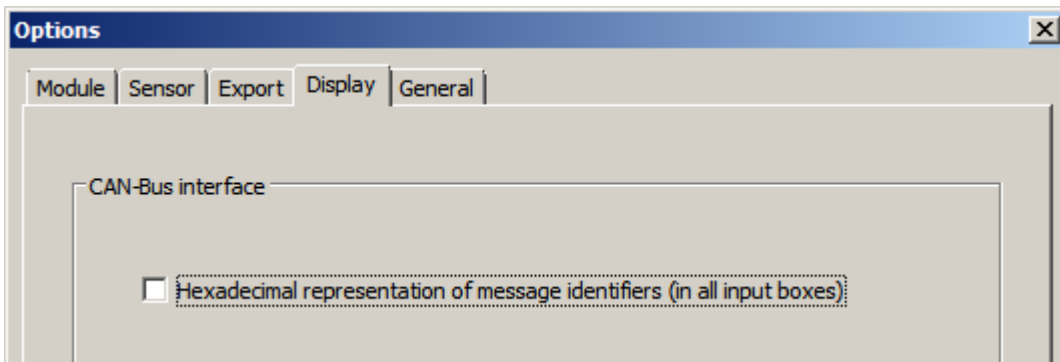 Options
Module Sensor Export Display General
CAN-Bus interface
Hexadecimal representation of message identifiers (in all input boxes)